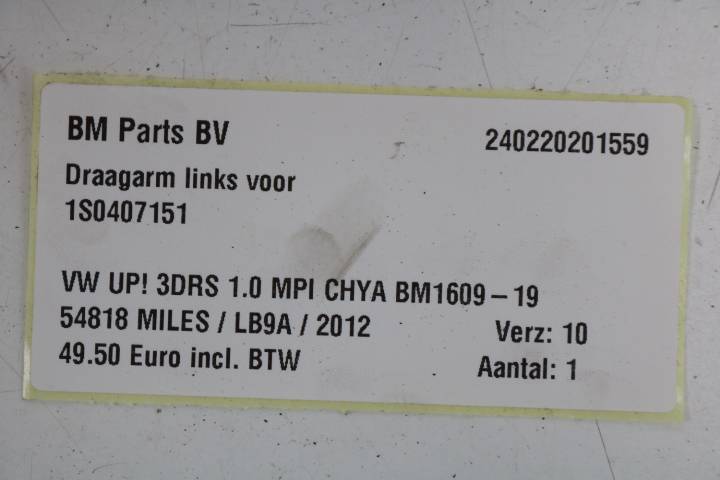 BM Parts BV 240220201559
Draagarm links voor
1S0407151
VW UP! 3DRS 1.0 MPI CHYA BM1609-19
54818 MILES / LB9A / 2012 Verz: 10
49.50 Euro incl. BTW Aantal: 1